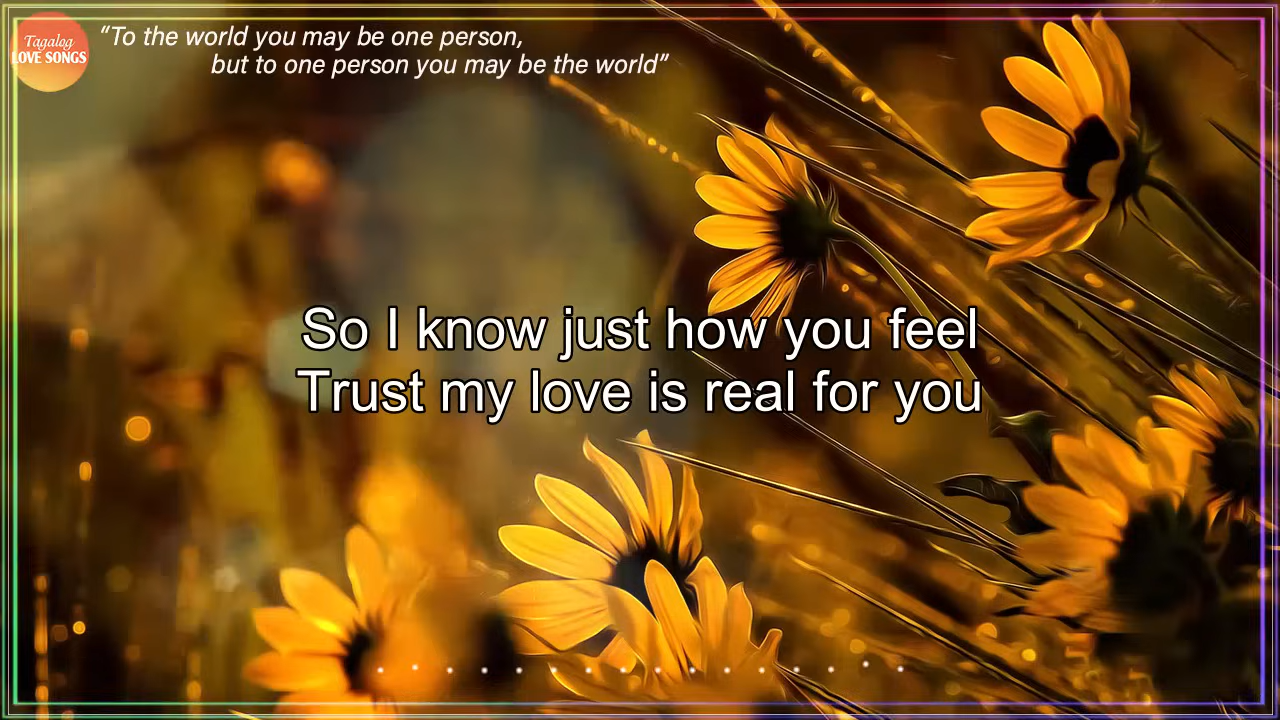 Tagalog
LOVE SONGS
“To the world you may be one person,
but to one person you may be the world”
So I know just how you feel
Trust my love is real for you